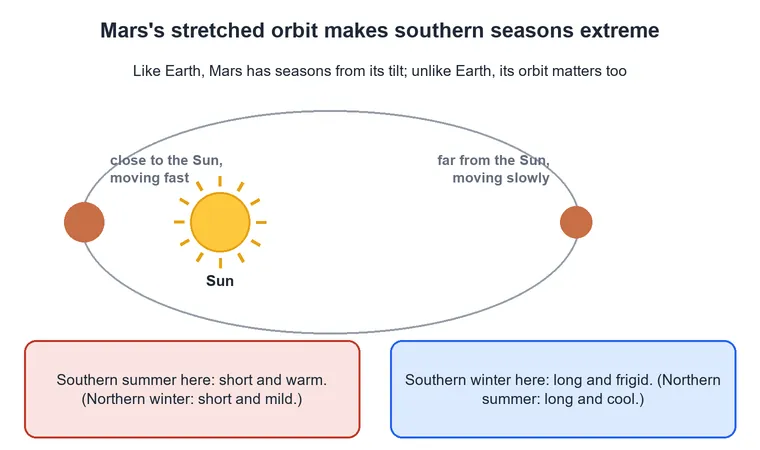 Mars's stretched orbit makes southern seasons extreme
Like Earth, Mars has seasons from its tilt; unlike Earth, its orbit matters too
close to the Sun,
moving fast
far from the Sun,
moving slowly
Sun
Southern summer here: short and warm.
(Northern winter: short and mild.)
Southern winter here: long and frigid. (Northern
summer: long and cool.)